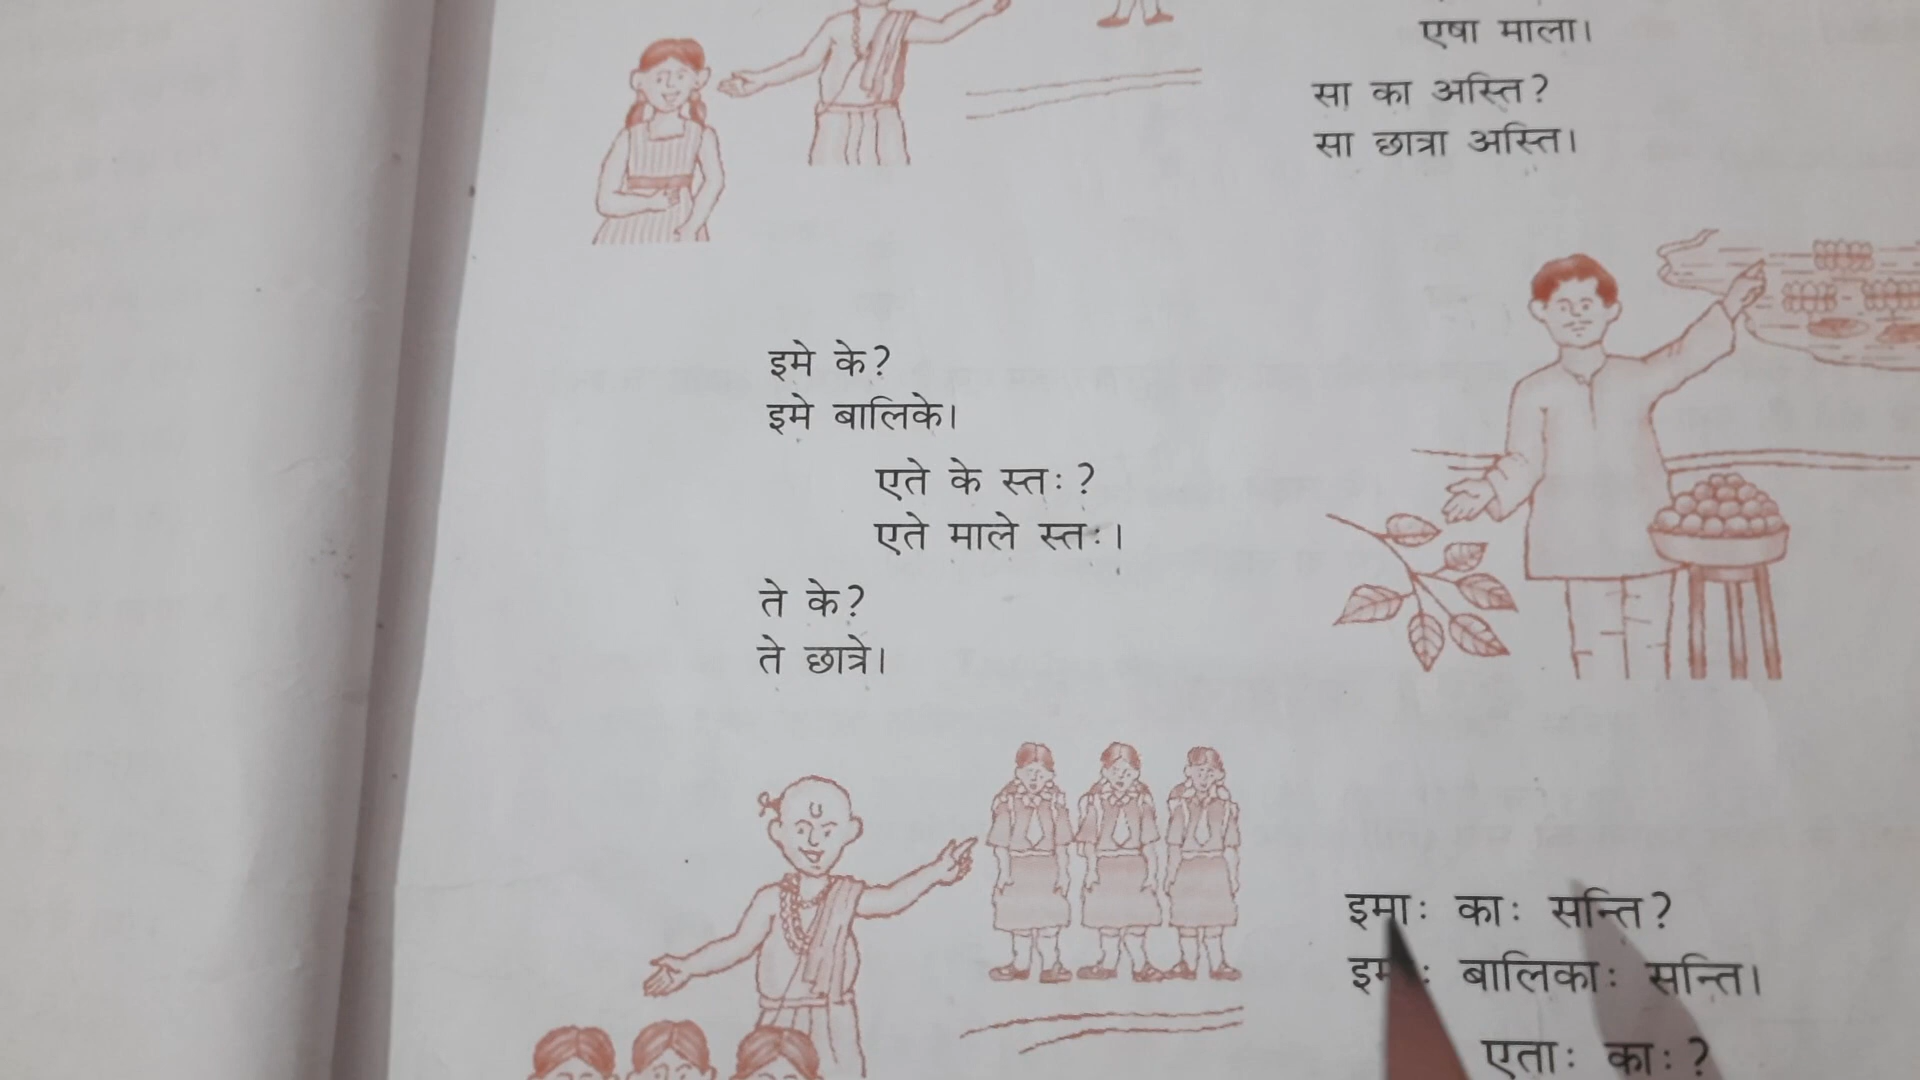 एषा माला।
सा का अस्ति?
सा छात्रा अस्ति।
इमे के?
इमे बालिके।
एते के स्तः?
एते माले स्तः।
ते के?
ते छात्रे।
इमाः काः सन्ति?
बालिकाः सन्ति।
एताः काः?